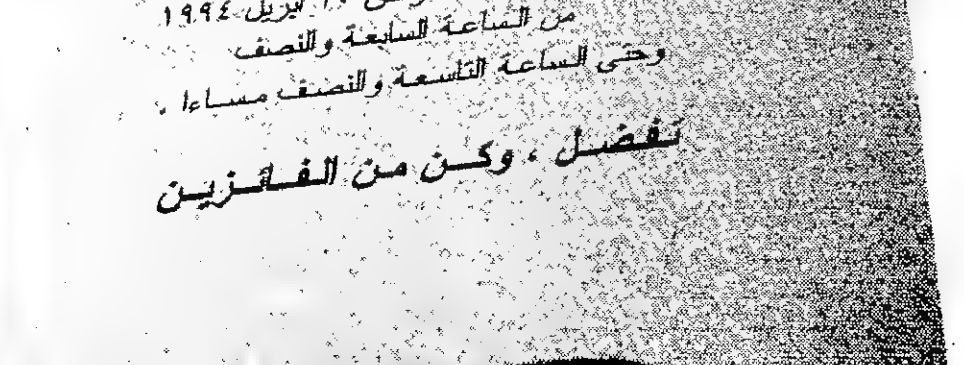 ابريل ١٩٩٤
من الساعة السابعة والنصف
وحتى الساعة التاسعة والنصف مساءا .
تفضل ، وكن من الفائزين